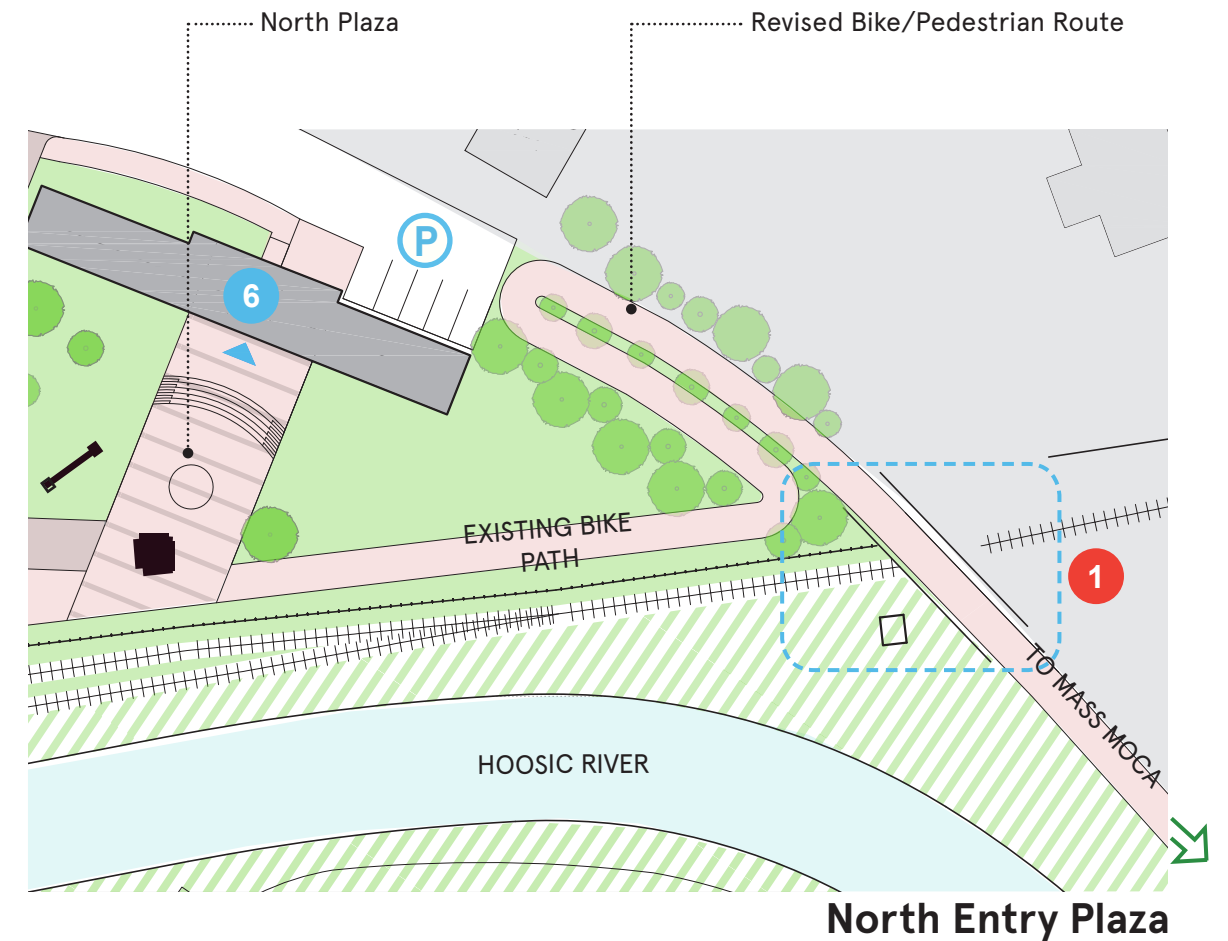 North Plaza
Revised Bike/Pedestrian Route
P
6
EXISTING BIKE
PATH
1
TO MASS MOCA
HOOSIC RIVER
North Entry Plaza